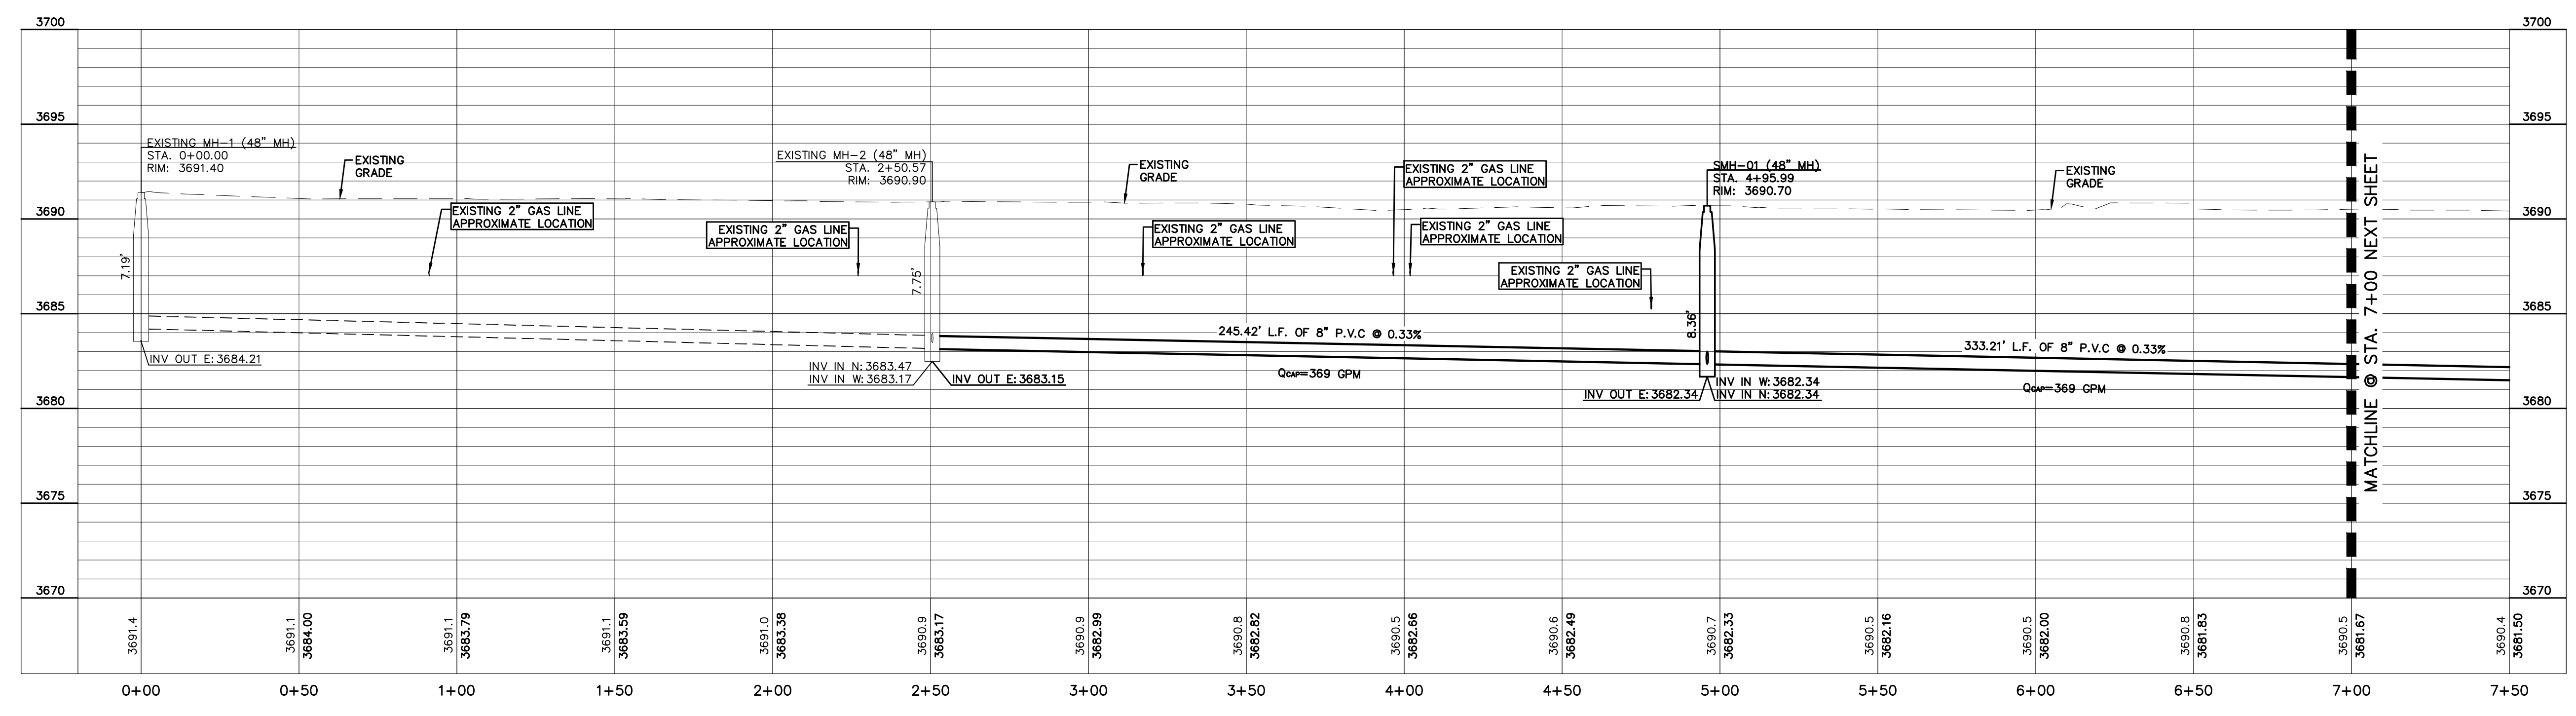 3700
3695
3690
3685
3680
3675
3670
EXISTING MH-1 (48" MH)
STA. 0+00.00
RIM: 3691.40
7.19'
INV OUT E: 3684.21
EXISTING
GRADE
EXISTING 2" GAS LINE
APPROXIMATE LOCATION
EXISTING 2" GAS LINE
APPROXIMATE LOCATION
EXISTING MH-2 (48" MH)
STA. 2+50.57
RIM: 3690.90
7.75'
INV IN N: 3683.47
INV IN W: 3683.17
INV OUT E: 3683.15
EXISTING
GRADE
EXISTING 2" GAS LINE
APPROXIMATE LOCATION
245.42' L.F. OF 8" P.V.C @ 0.33%
QCAP=369 GPM
EXISTING 2" GAS LINE
APPROXIMATE LOCATION
EXISTING 2" GAS LINE
APPROXIMATE LOCATION
EXISTING 2" GAS LINE
APPROXIMATE LOCATION
SMH-01 (48" MH)
STA. 4+95.99
RIM: 3690.70
8.36'
INV OUT E: 3682.34
INV IN W: 3682.34
INV IN N: 3682.34
EXISTING
GRADE
333.21' L.F. OF 8" P.V.C @ 0.33%
QCAP=369 GPM
MATCHLINE @ STA. 7+00 NEXT SHEET
3700
3695
3690
3685
3680
3675
3670
3691.4
3691.1
3684.00
3691.1
3683.79
3691.1
3683.59
3691.0
3683.38
3690.9
3683.17
3690.9
3682.99
3690.8
3682.82
3690.5
3682.66
3690.6
3682.49
3690.7
3682.33
3690.5
3682.16
3690.5
3682.00
3690.8
3681.83
3690.5
3681.67
3690.4
3681.50
0+00 0+50 1+00 1+50 2+00 2+50 3+00 3+50 4+00 4+50 5+00 5+50 6+00 6+50 7+00 7+50